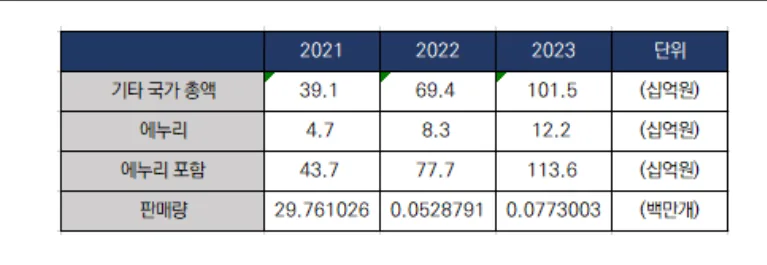 2021 2022 2023 단위
기타 국가 총액 39.1 69.4 101.5 (십억원)
에누리 4.7 8.3 12.2 (십억원)
에누리 포함 43.7 77.7 113.6 (십억원)
판매량 29.761026 0.0528791 0.0773003 (백만개)